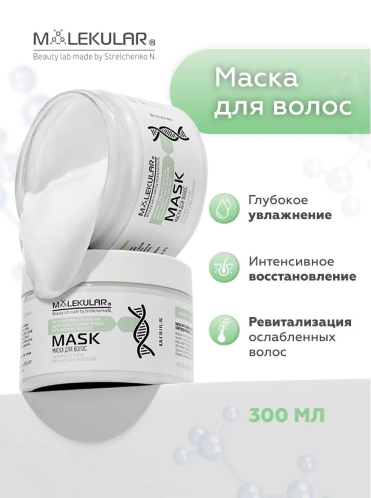 MOLEKULAR®
Beauty lab made by Strelchenko N.
Маска
для волос
Глубокое
увлажнение
Интенсивное
восстановление
Ревитализация
ослабленных
волос
300 МЛ
MOLEKULAR®
MASK
МАСКА ДЛЯ ВОЛОС
MOLEKULAR®
Beauty lab made by Strelchenko N.
MASK
МАСКА ДЛЯ ВОЛОС